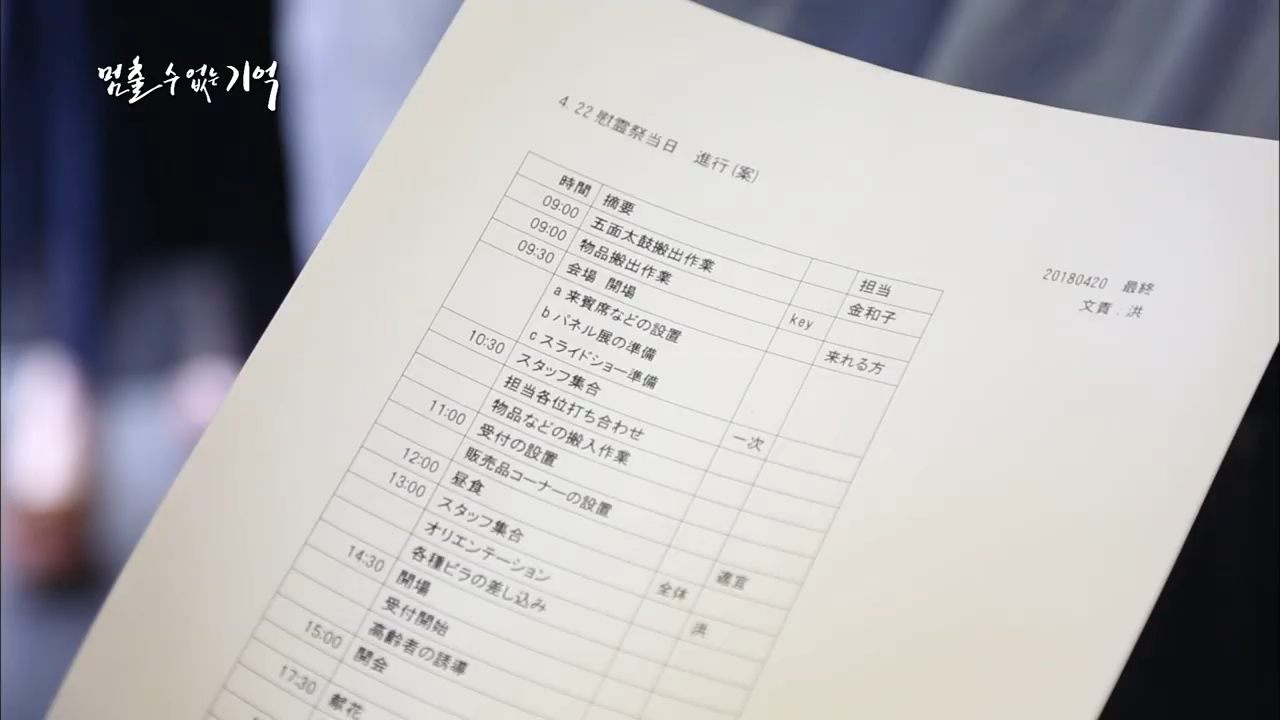 멈출 수 없는 기억
4.22 慰霊祭当日 進行(案)
20180420 最終
文責:洪
時間 摘要 担当
09:00 五面太鼓搬出作業 金和子
09:00 物品搬出作業 key
09:30 会場 開場 来れる方
a 来賓席などの設置
b パネル展の準備
c スライドショー準備
10:30 スタッフ集合
担当各位打ち合わせ 一次
11:00 物品などの搬入作業
受付の設置
販売品コーナーの設置
12:00 昼食
13:00 スタッフ集合 適宜
オリエンテーション 全体
各種ビラの差し込み 洪
14:30 開場
受付開始
高齢者の誘導
15:00 開会
17:30 献花